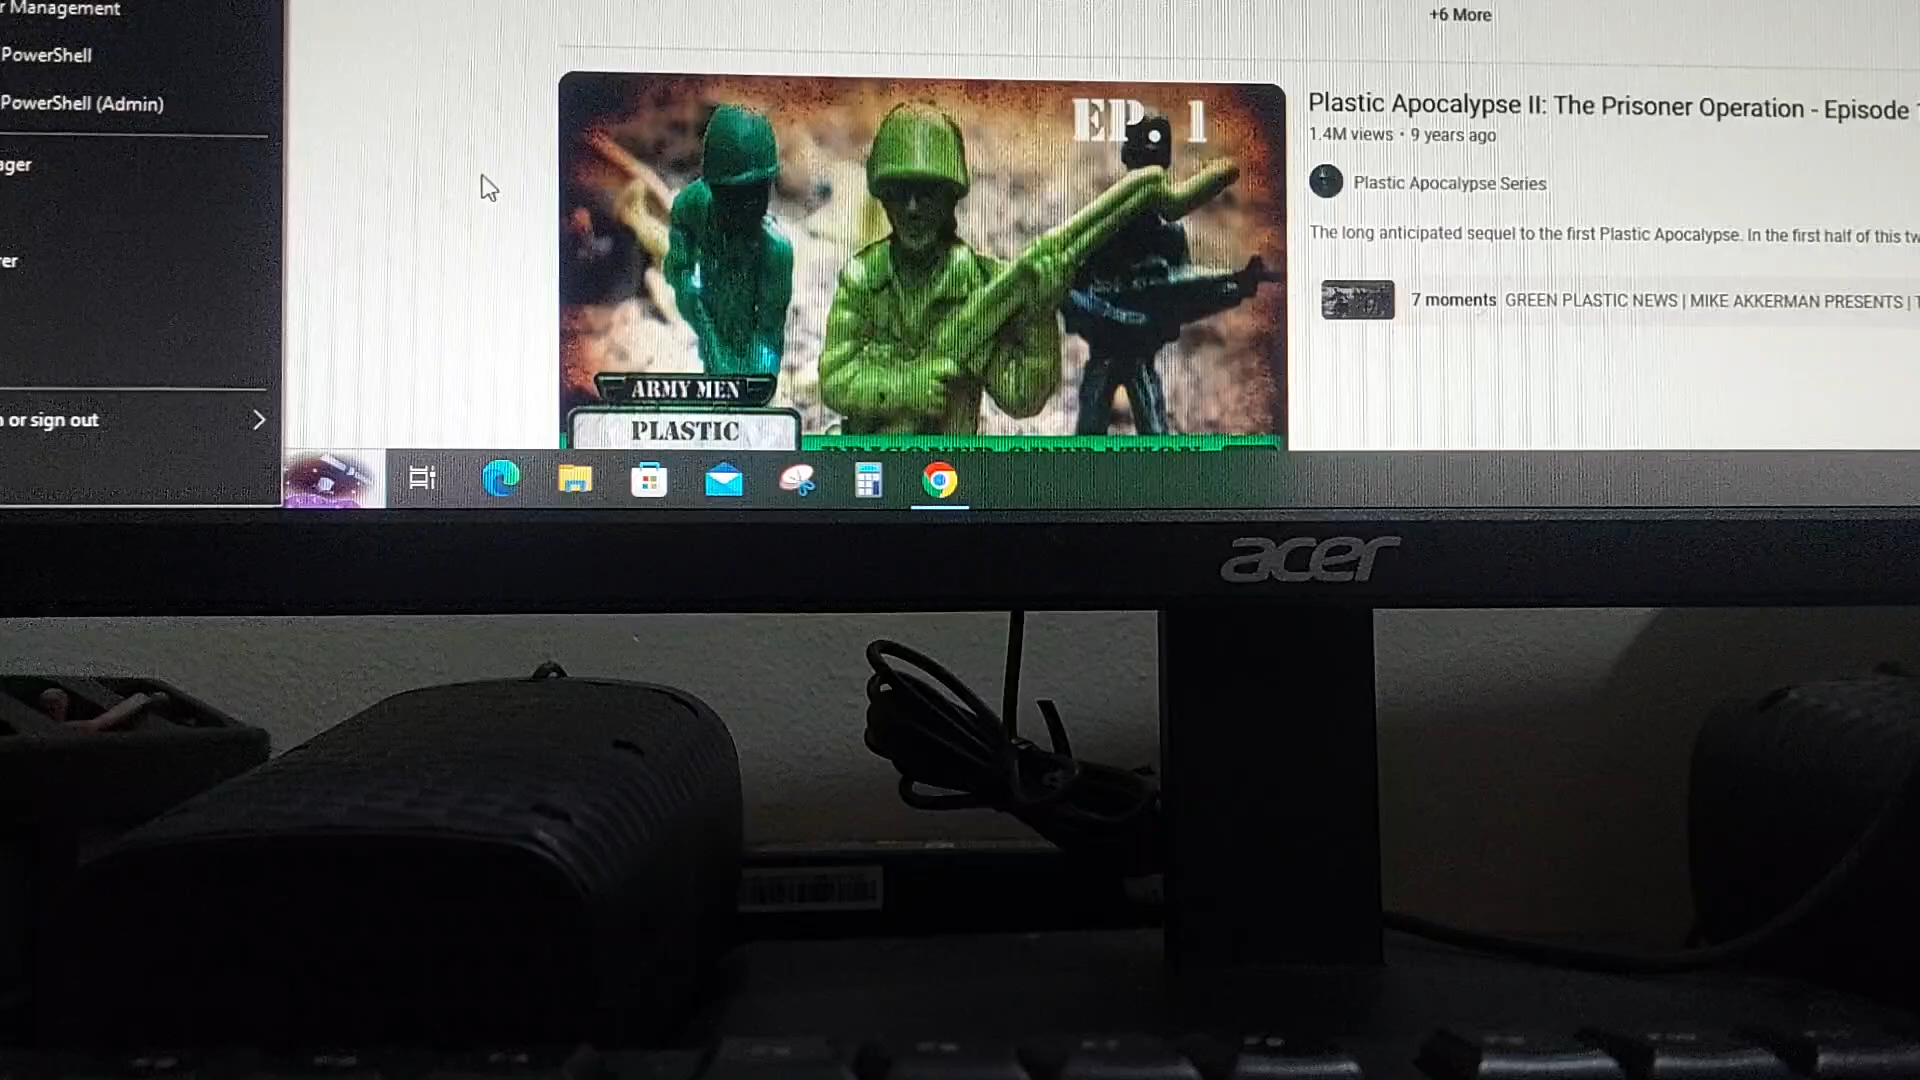 r Management
PowerShell
PowerShell (Admin)
ager
rer
or sign out
+6 More
EP. 1
ARMY MEN
PLASTIC
Plastic Apocalypse II: The Prisoner Operation - Episode 1
1.4M views • 9 years ago
Plastic Apocalypse Series
The long anticipated sequel to the first Plastic Apocalypse. In the first half of this tw
7 moments GREEN PLASTIC NEWS | MIKE AKKERMAN PRESENTS | T
acer